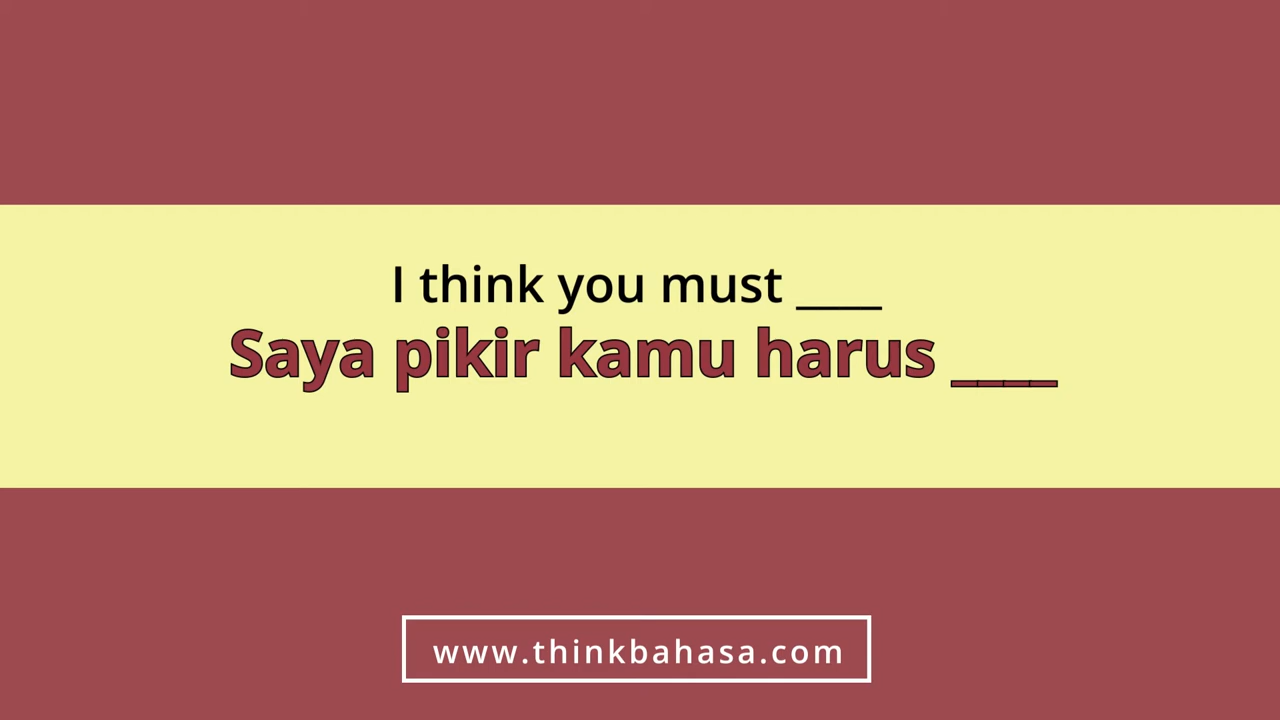 I think you must ____
Saya pikir kamu harus ____
www.thinkbahasa.com